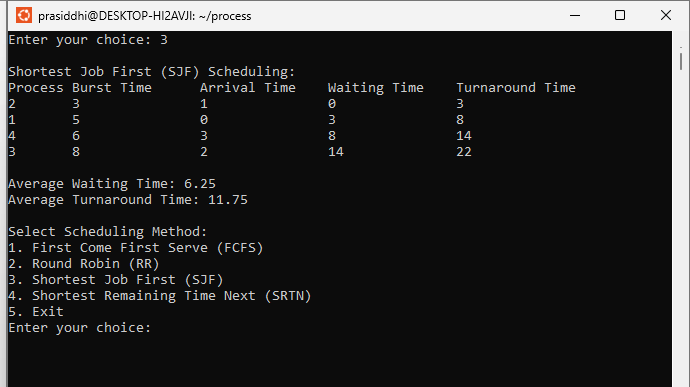 prasiddhi@DESKTOP-HI2AVJI: ~/process
Enter your choice: 3
Shortest Job First (SJF) Scheduling:
Process Burst Time Arrival Time Waiting Time Turnaround Time
2 3 1 0 3
1 5 0 3 8
4 6 3 8 14
3 8 2 14 22
Average Waiting Time: 6.25
Average Turnaround Time: 11.75
Select Scheduling Method:
1. First Come First Serve (FCFS)
2. Round Robin (RR)
3. Shortest Job First (SJF)
4. Shortest Remaining Time Next (SRTN)
5. Exit
Enter your choice: